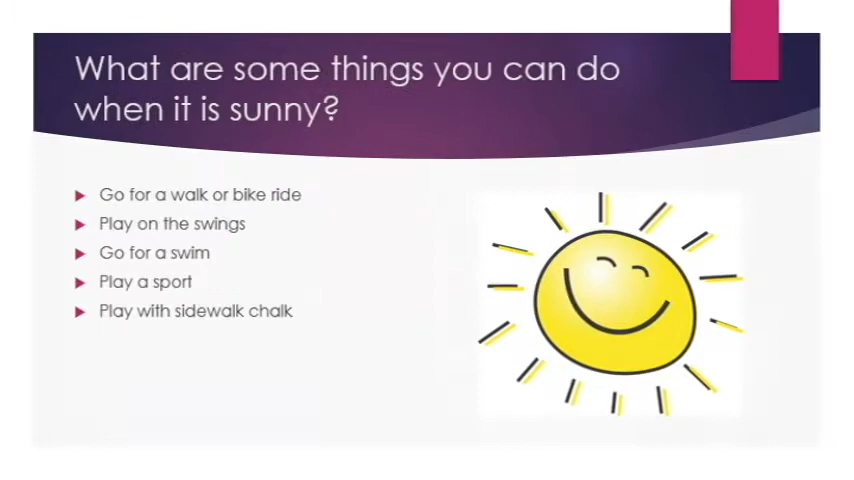 What are some things you can do
when it is sunny?
Go for a walk or bike ride
Play on the swings
Go for a swim
Play a sport
Play with sidewalk chalk